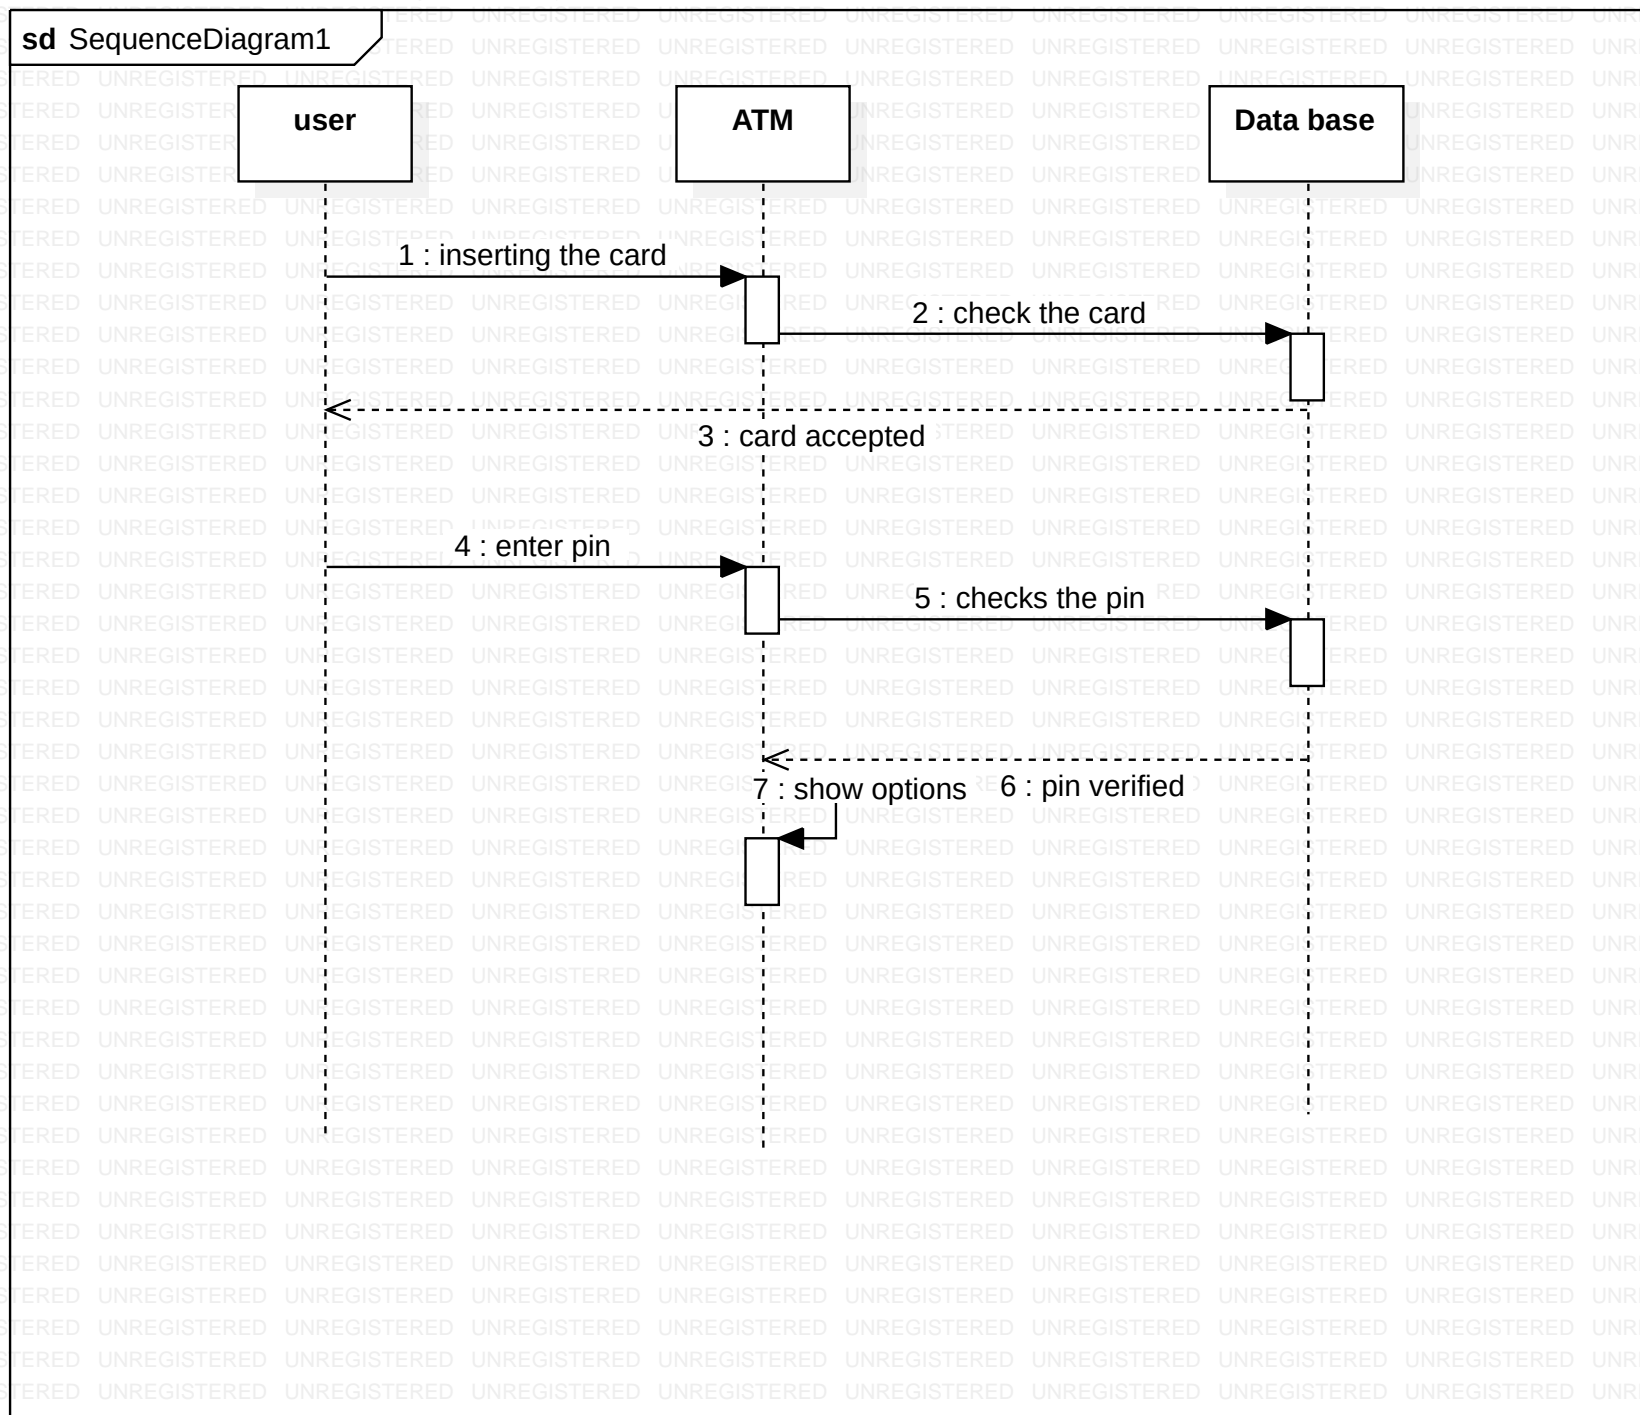 sd SequenceDiagram1
user
ATM
Data base
1 : inserting the card
2 : check the card
3 : card accepted
4 : enter pin
5 : checks the pin
7 : show options
6 : pin verified
UNREGISTERED